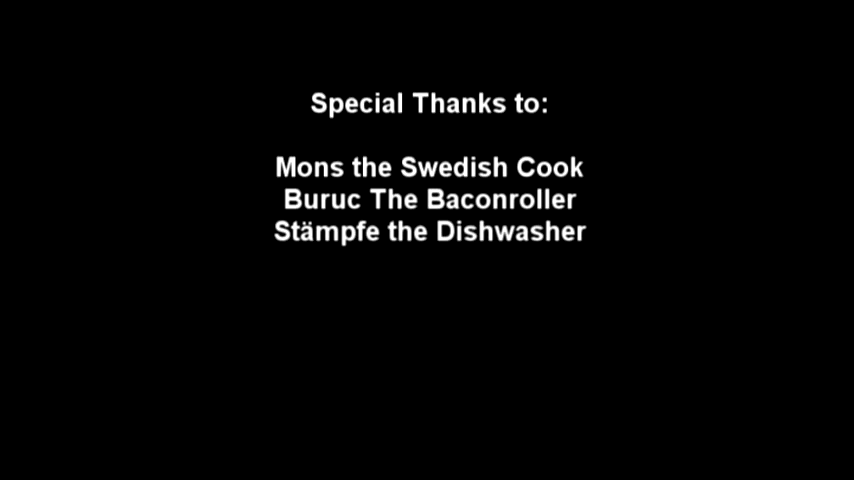 Special Thanks to:
Mons the Swedish Cook
Buruc The Baconroller
Stämpfe the Dishwasher